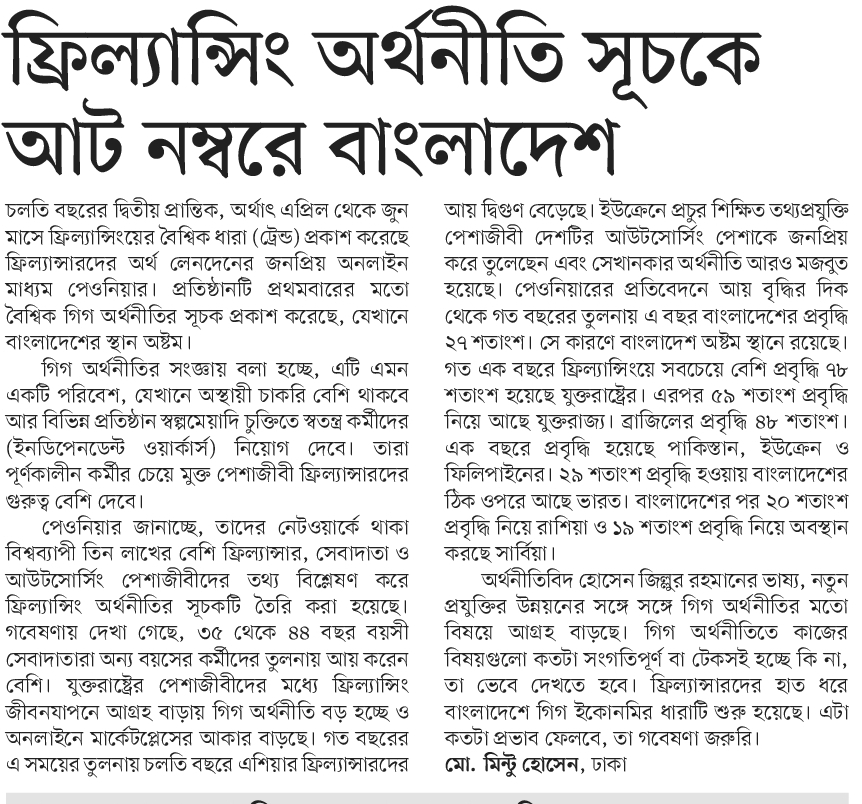 ফ্রিল্যান্সিং অর্থনীতি সূচকে
আট নম্বরে বাংলাদেশ
চলতি বছরের দ্বিতীয় প্রান্তিক, অর্থাৎ এপ্রিল থেকে জুন
মাসে ফ্রিল্যান্সিংয়ের বৈশ্বিক ধারা (ট্রেন্ড) প্রকাশ করেছে
ফ্রিল্যান্সারদের অর্থ লেনদেনের জনপ্রিয় অনলাইন
মাধ্যম পেওনিয়ার। প্রতিষ্ঠানটি প্রথমবারের মতো
বৈশ্বিক গিগ অর্থনীতির সূচক প্রকাশ করেছে, যেখানে
বাংলাদেশের স্থান অষ্টম।
গিগ অর্থনীতির সংজ্ঞায় বলা হচ্ছে, এটি এমন
একটি পরিবেশ, যেখানে অস্থায়ী চাকরি বেশি থাকবে
আর বিভিন্ন প্রতিষ্ঠান স্বল্পমেয়াদি চুক্তিতে স্বতন্ত্র কর্মীদের
(ইনডিপেনডেন্ট ওয়ার্কার্স) নিয়োগ দেবে। তারা
পূর্ণকালীন কর্মীর চেয়ে মুক্ত পেশাজীবী ফ্রিল্যান্সারদের
গুরুত্ব বেশি দেবে।
পেওনিয়ার জানাচ্ছে, তাদের নেটওয়ার্কে থাকা
বিশ্বব্যাপী তিন লাখের বেশি ফ্রিল্যান্সার, সেবাদাতা ও
আউটসোর্সিং পেশাজীবীদের তথ্য বিশ্লেষণ করে
ফ্রিল্যান্সিং অর্থনীতির সূচকটি তৈরি করা হয়েছে।
গবেষণায় দেখা গেছে, ৩৫ থেকে ৪৪ বছর বয়সী
সেবাদাতারা অন্য বয়সের কর্মীদের তুলনায় আয় করেন
বেশি। যুক্তরাষ্ট্রের পেশাজীবীদের মধ্যে ফ্রিল্যান্সিং
জীবনযাপনে আগ্রহ বাড়ায় গিগ অর্থনীতি বড় হচ্ছে ও
অনলাইনে মার্কেটপ্লেসের আকার বাড়ছে। গত বছরের
এ সময়ের তুলনায় চলতি বছরে এশিয়ার ফ্রিল্যান্সারদের
আয় দ্বিগুণ বেড়েছে। ইউক্রেনে প্রচুর শিক্ষিত তথ্যপ্রযুক্তি
পেশাজীবী দেশটির আউটসোর্সিং পেশাকে জনপ্রিয়
করে তুলেছেন এবং সেখানকার অর্থনীতি আরও মজবুত
হয়েছে। পেওনিয়ারের প্রতিবেদনে আয় বৃদ্ধির দিক
থেকে গত বছরের তুলনায় এ বছর বাংলাদেশের প্রবৃদ্ধি
২৭ শতাংশ। সে কারণে বাংলাদেশ অষ্টম স্থানে রয়েছে।
গত এক বছরে ফ্রিল্যান্সিংয়ে সবচেয়ে বেশি প্রবৃদ্ধি ৭৮
শতাংশ হয়েছে যুক্তরাষ্ট্রের। এরপর ৫৯ শতাংশ প্রবৃদ্ধি
নিয়ে আছে যুক্তরাজ্য। ব্রাজিলের প্রবৃদ্ধি ৪৮ শতাংশ।
এক বছরে প্রবৃদ্ধি হয়েছে পাকিস্তান, ইউক্রেন ও
ফিলিপাইনের। ২৯ শতাংশ প্রবৃদ্ধি হওয়ায় বাংলাদেশের
ঠিক ওপরে আছে ভারত। বাংলাদেশের পর ২০ শতাংশ
প্রবৃদ্ধি নিয়ে রাশিয়া ও ১৯ শতাংশ প্রবৃদ্ধি নিয়ে অবস্থান
করছে সার্বিয়া।
অর্থনীতিবিদ হোসেন জিল্লুর রহমানের ভাষ্য, নতুন
প্রযুক্তির উন্নয়নের সঙ্গে সঙ্গে গিগ অর্থনীতির মতো
বিষয়ে আগ্রহ বাড়ছে। গিগ অর্থনীতিতে কাজের
বিষয়গুলো কতটা সংগতিপূর্ণ বা টেকসই হচ্ছে কি না,
তা ভেবে দেখতে হবে। ফ্রিল্যান্সারদের হাত ধরে
বাংলাদেশে গিগ ইকোনমির ধারাটি শুরু হয়েছে। এটা
কতটা প্রভাব ফেলবে, তা গবেষণা জরুরি।
মো. মিন্টু হোসেন, ঢাকা